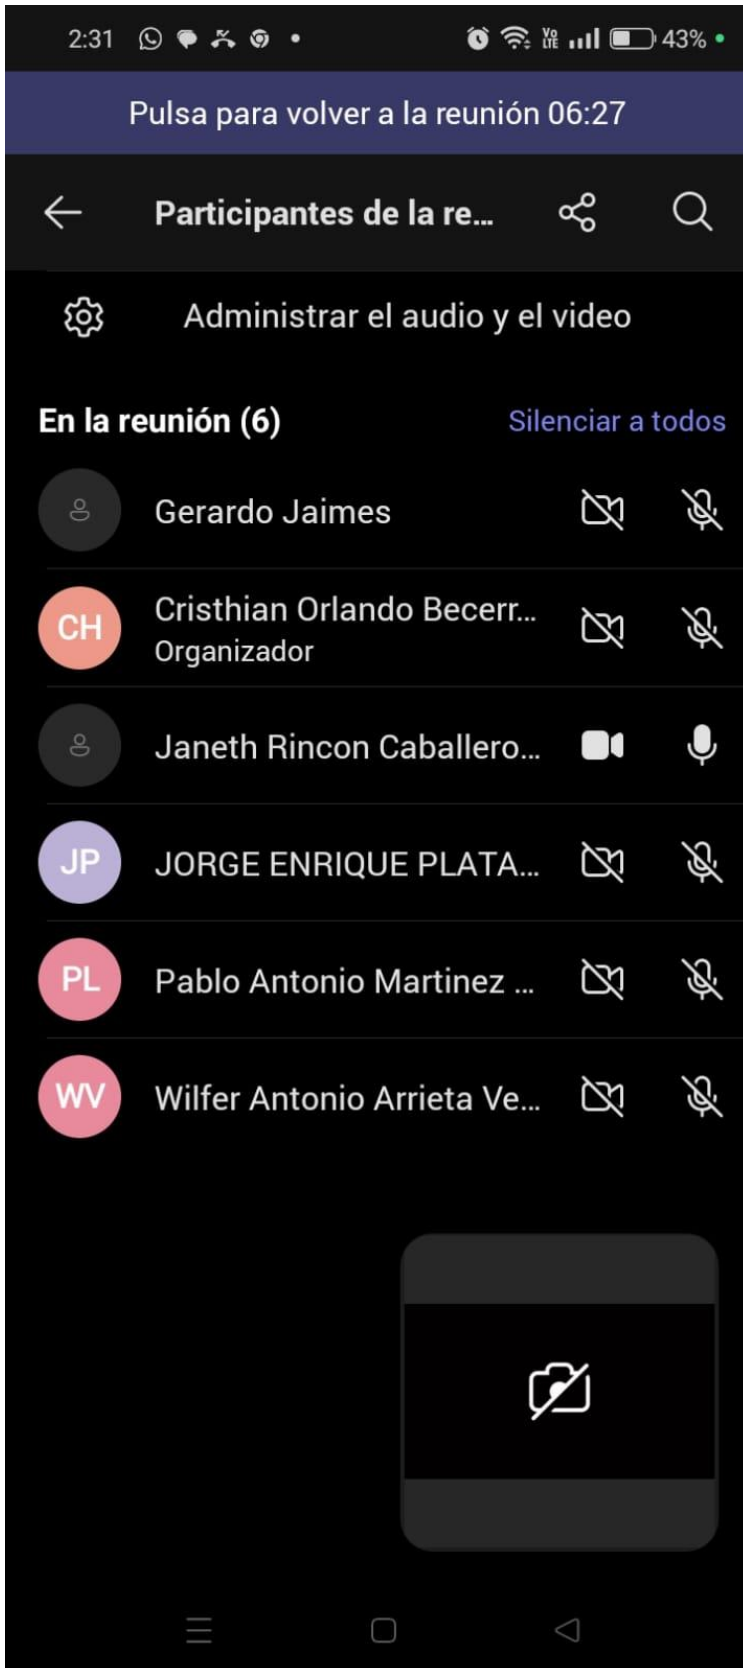 2:31 Vo LTE 43%
Pulsa para volver a la reunión 06:27
Participantes de la re...
Administrar el audio y el video
En la reunión (6) Silenciar a todos
Gerardo Jaimes
CH Cristhian Orlando Becerr...
Organizador
Janeth Rincon Caballero...
JP JORGE ENRIQUE PLATA...
PL Pablo Antonio Martinez ...
WV Wilfer Antonio Arrieta Ve...